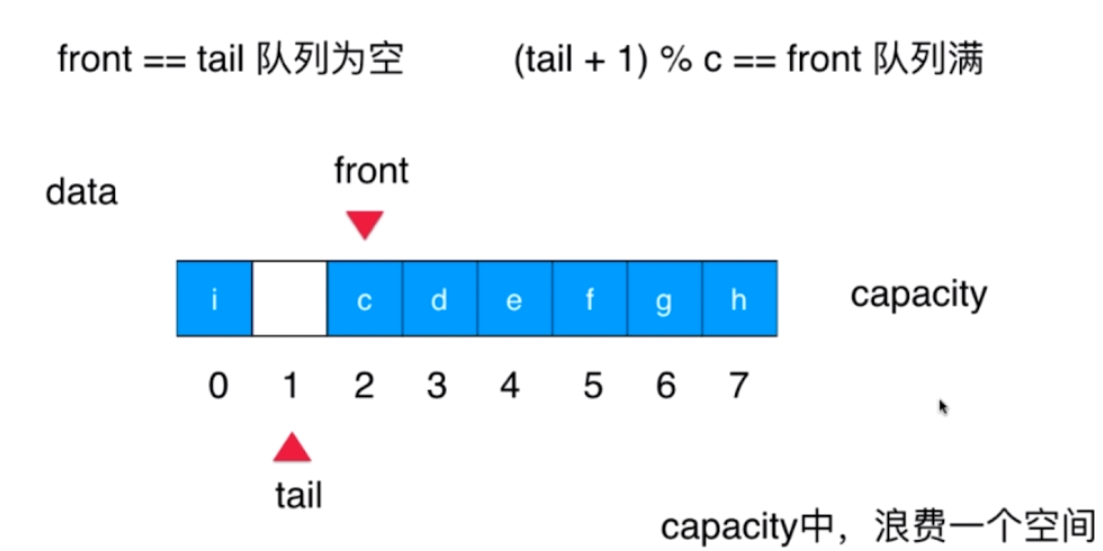 front == tail 队列为空
(tail + 1) % c == front 队列满
front
data
i c d e f g h
capacity
0 1 2 3 4 5 6 7
tail
capacity中，浪费一个空间